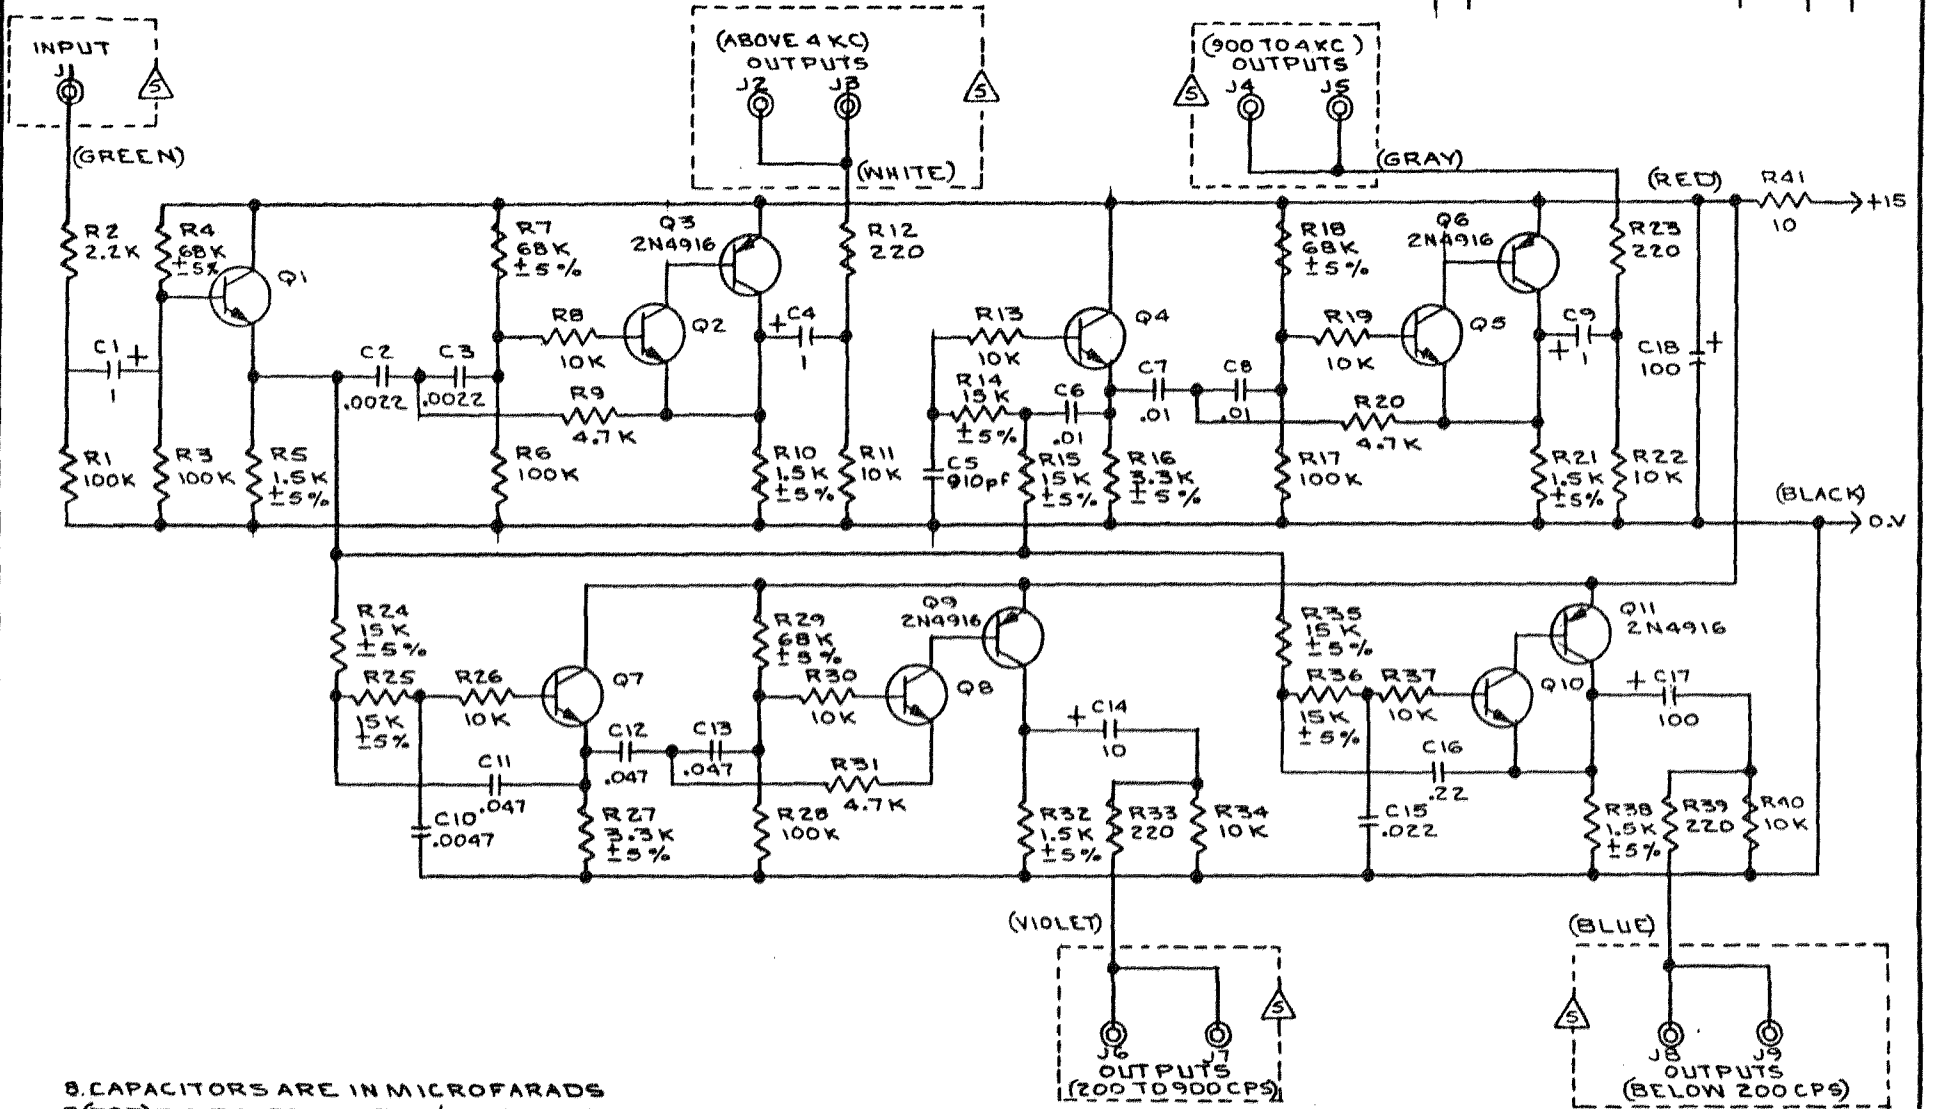 INPUT
J1
5
(GREEN)
(ABOVE 4 KC)
OUTPUTS
J2 J3
5
(WHITE)
(900 TO 4 KC )
OUTPUTS
J4 J5
5
(GRAY)
(RED)
R41
10
+15
R2
2.2K
R4
68K
±5%
Q1
C1 +
1
R1
100K
R3
100K
R5
1.5K
±5%
C2
.0022
C3
.0022
R7
68K
±5%
R8
10K
R9
4.7K
R6
100K
Q3
2N4916
Q2
+ C4
1
R12
220
R10
1.5K
±5%
R11
10K
R13
10K
R14
15K
±5%
C5
910pf
C6
.01
R15
15K
±5%
Q4
R16
3.3K
±5%
C7
.01
C8
.01
R18
68K
±5%
R19
10K
R20
4.7K
R17
100K
Q6
2N4916
Q5
C9
+ 1
R23
220
R21
1.5K
±5%
R22
10K
C18 +
100
(BLACK)
0.V
R24
15K
±5%
R25
15K
±5%
R26
10K
Q7
C11
.047
C10
.0047
R27
3.3K
±5%
C12
.047
C13
.047
R29
68K
±5%
R30
10K
R31
4.7K
R28
100K
Q9
2N4916
Q8
+ C14
10
R32
1.5K
±5%
R33
220
R34
10K
R35
15K
±5%
R36
15K
±5%
R37
10K
C16
.22
C15
.022
Q10
Q11
2N4916
+ C17
100
R38
1.5K
±5%
R39
220
R40
10K
(VIOLET)
5
J6 J7
OUTPUTS
(200 TO 900 CPS)
(BLUE)
5
J8 J9
OUTPUTS
(BELOW 200 CPS)
8. CAPACITORS ARE IN MICROFARADS